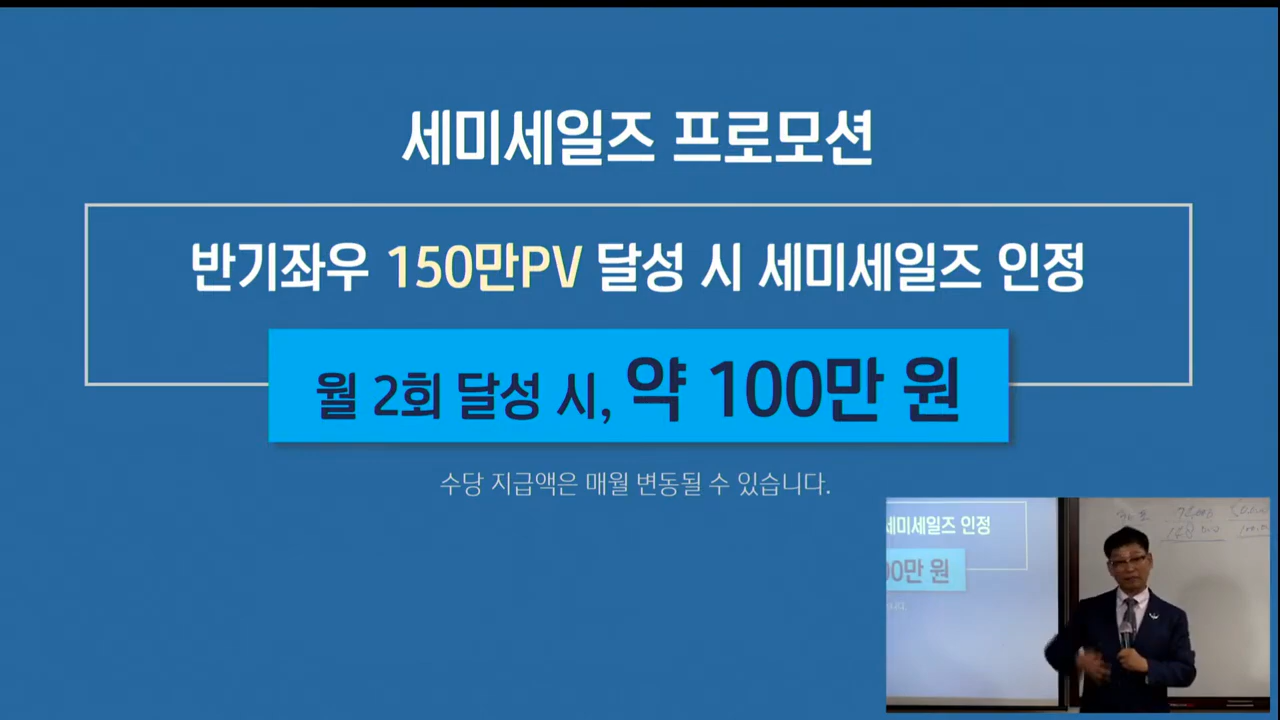 세미세일즈 프로모션
반기좌우 150만PV 달성 시 세미세일즈 인정
월 2회 달성 시, 약 100만 원
수당 지급액은 매월 변동될 수 있습니다.
세미세일즈 인정
00만 원